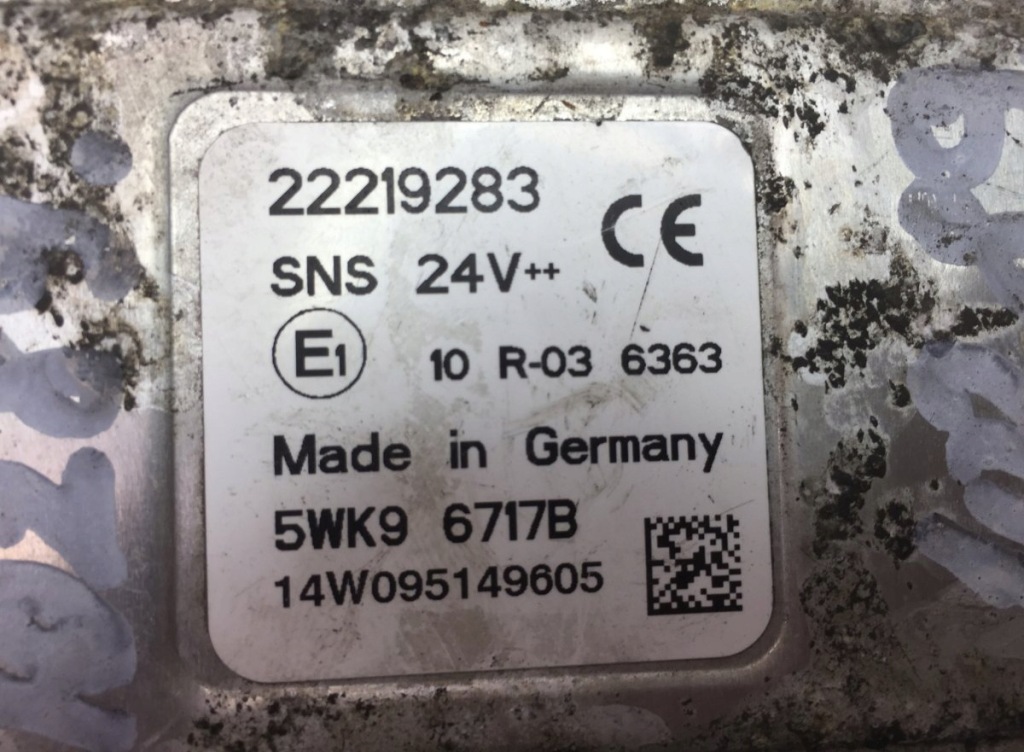 22219283
CE
SNS 24V++
E1 10 R-03 6363
Made in Germany
5WK9 6717B
14W095149605